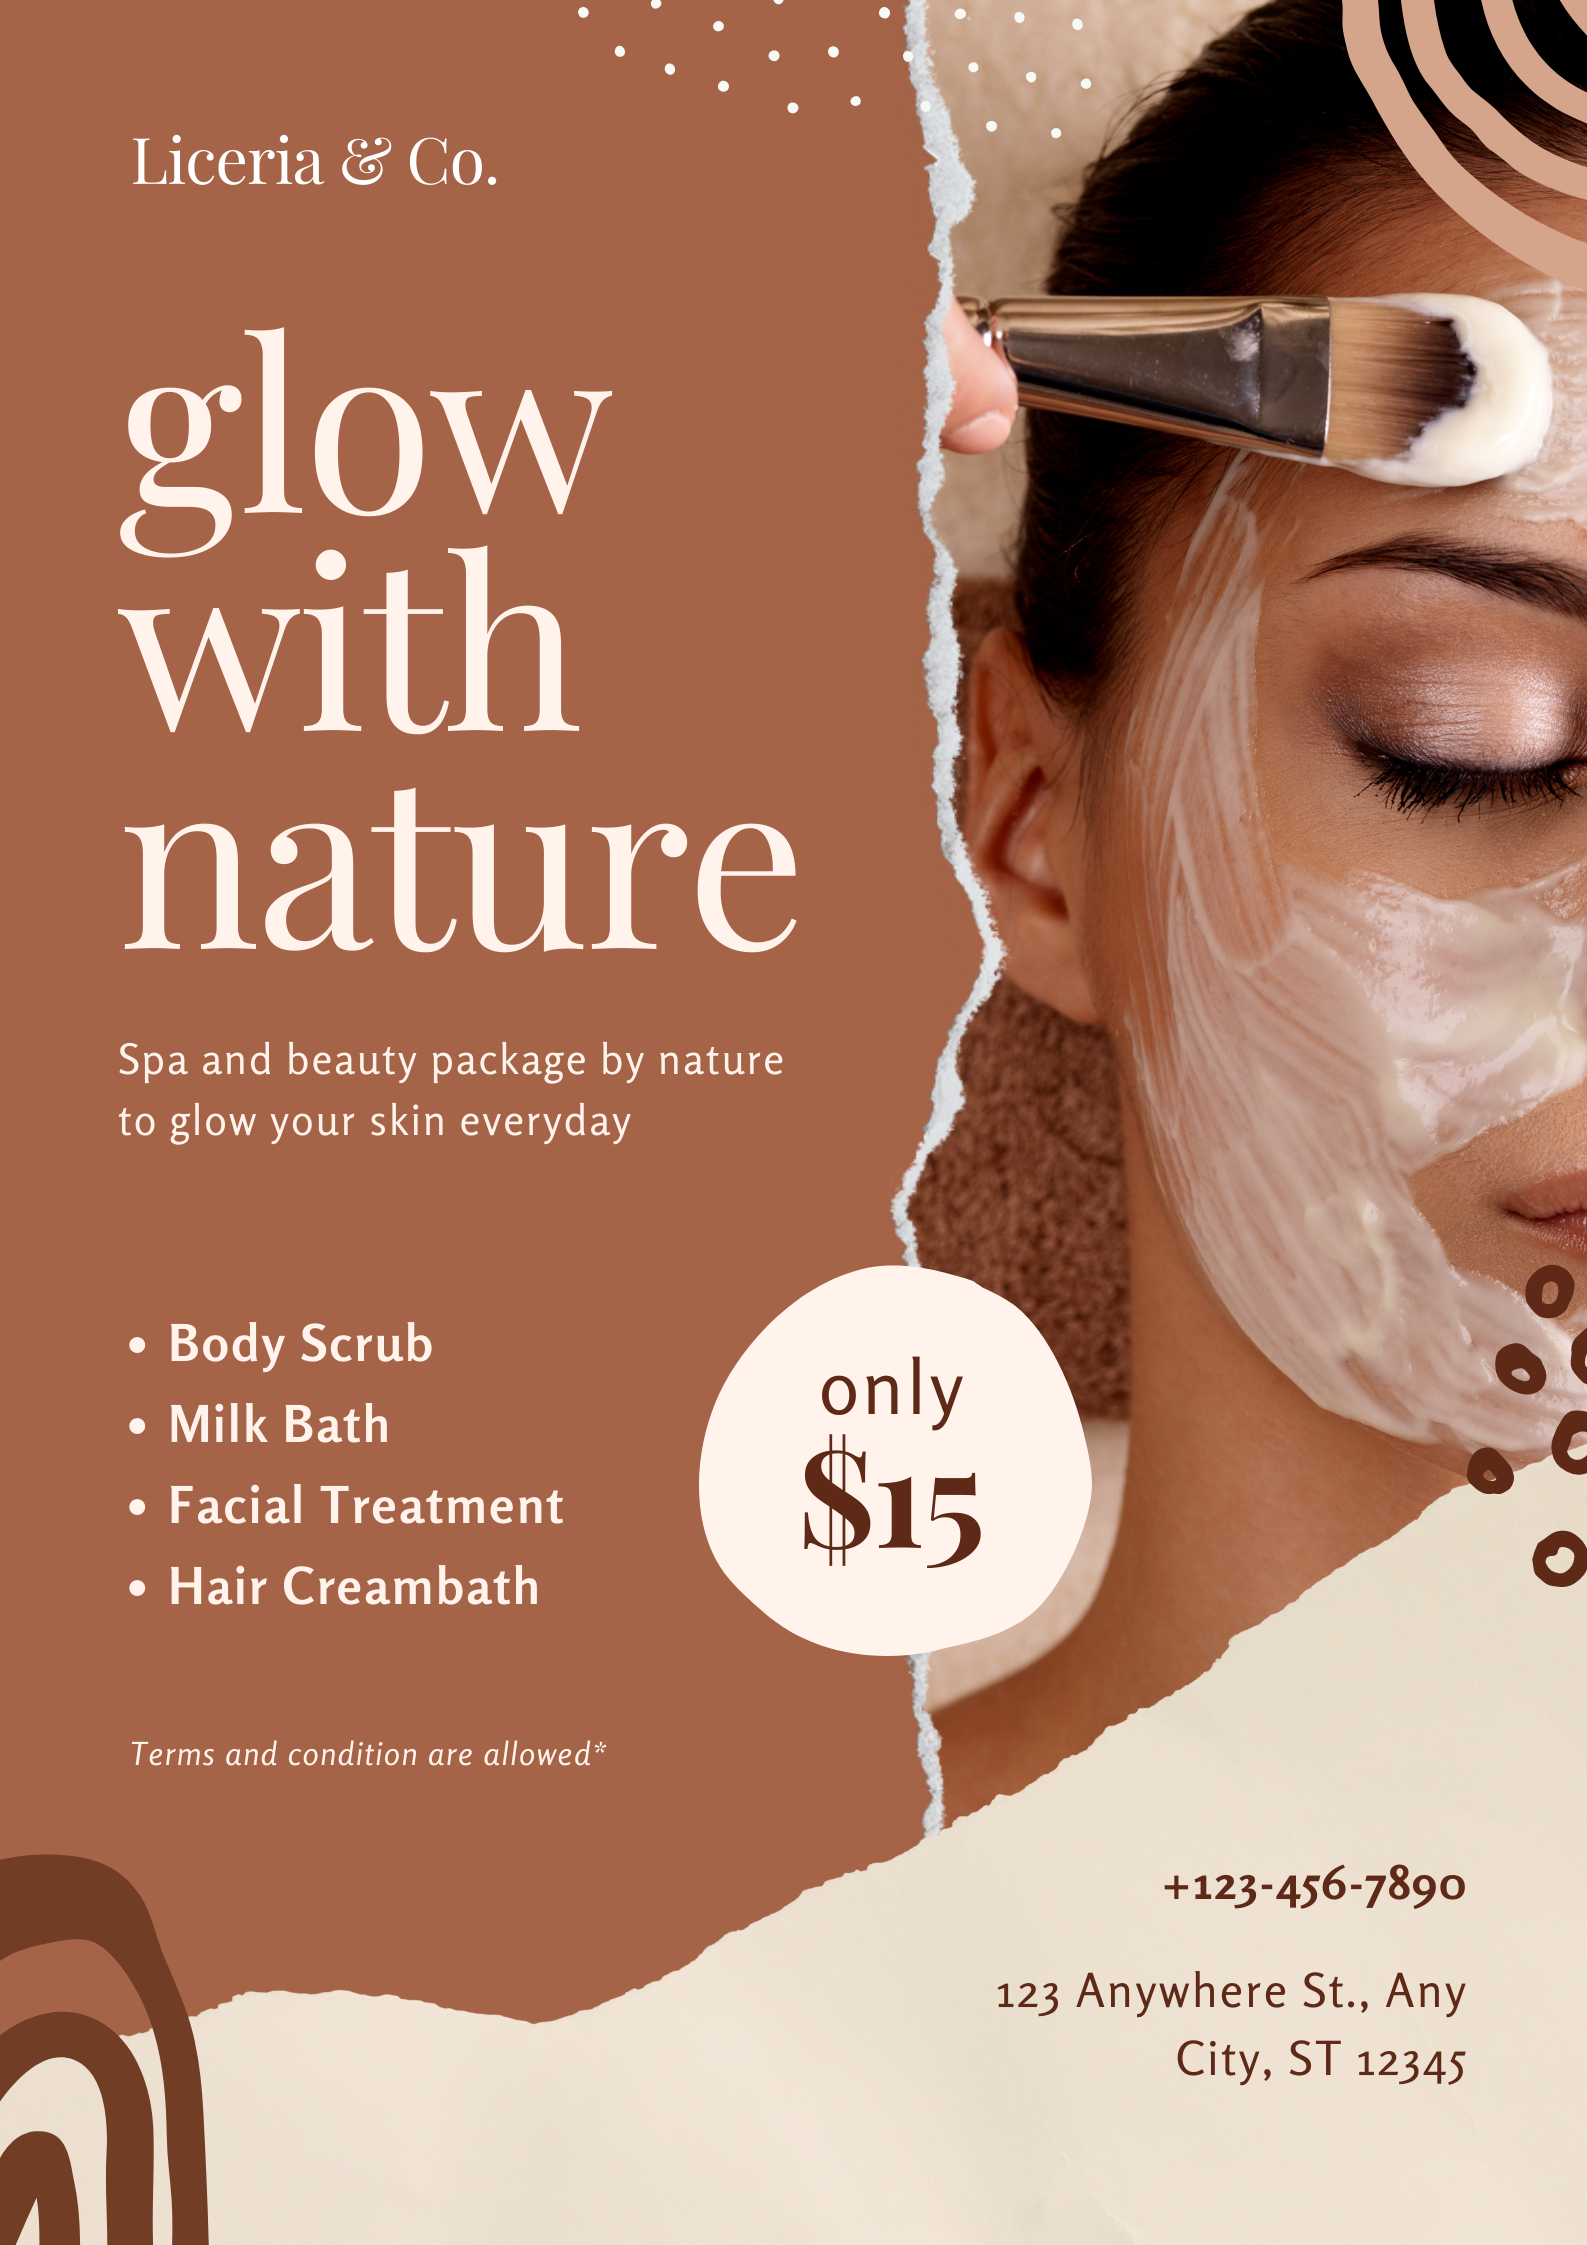 Liceria & Co.
glow
with
nature
Spa and beauty package by nature
to glow your skin everyday
• Body Scrub
• Milk Bath
• Facial Treatment
• Hair Creambath
only
$15
Terms and condition are allowed*
+123-456-7890
123 Anywhere St., Any
City, ST 12345